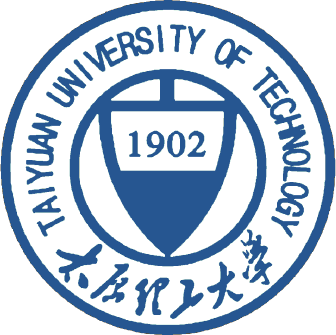 TAIYUAN UNIVERSITY OF TECHNOLOGY
1902
太原理工大学